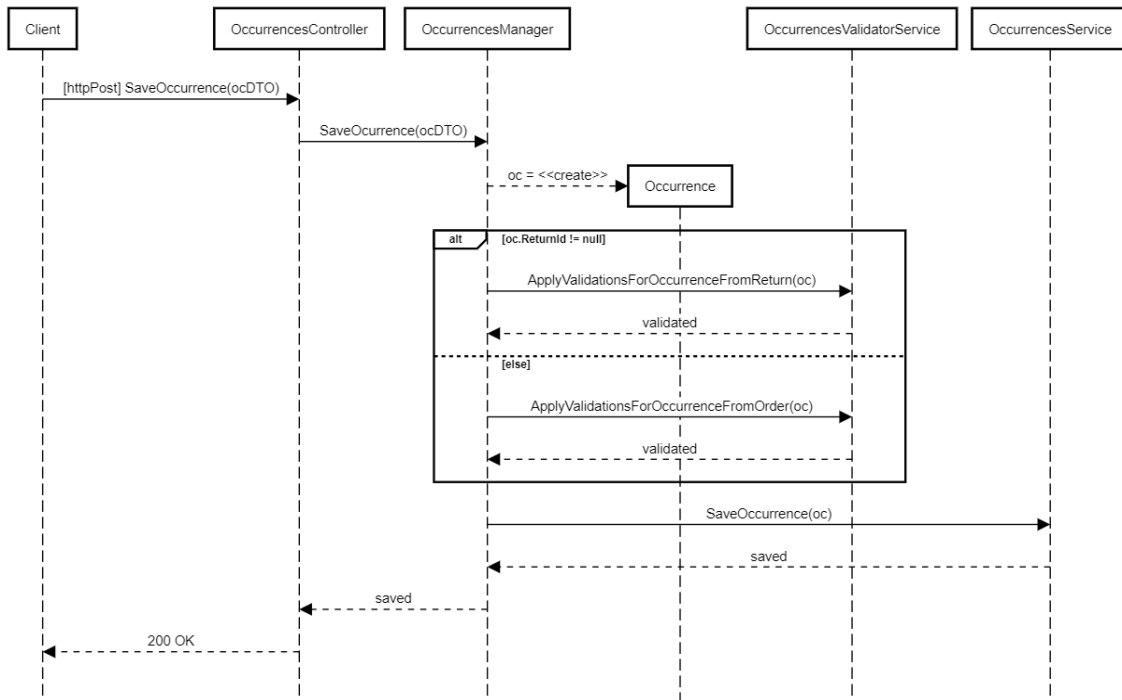 Client
OccurrencesController
OccurrencesManager
OccurrencesValidatorService
OccurrencesService
[httpPost] SaveOccurrence(ocDTO)
SaveOcurrence(ocDTO)
oc = <<create>>
Occurrence
alt
[oc.ReturnId != null]
ApplyValidationsForOccurrenceFromReturn(oc)
validated
[else]
ApplyValidationsForOccurrenceFromOrder(oc)
validated
SaveOccurrence(oc)
saved
saved
200 OK